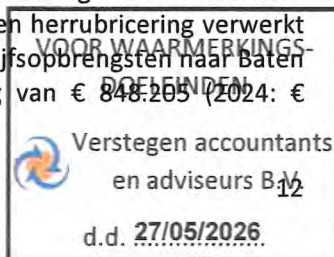 en herrubricering verwerkt
VOOR WAARMERKINGS-
jfsopbrengsten naar Baten
DOELEINDEN
van € 848.205 (2024: €
Verstegen accountants
en adviseurs B.V.
12
d.d. 27/05/2026.